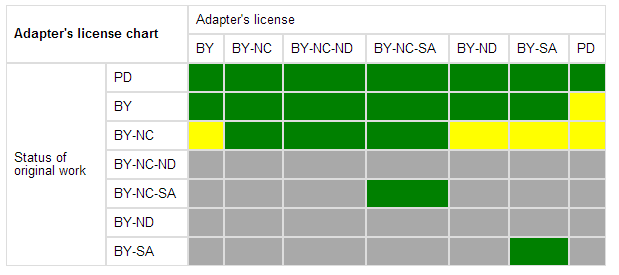 Adapter's license chart
Adapter's license
BY BY-NC BY-NC-ND BY-NC-SA BY-ND BY-SA PD
Status of
original work
PD
BY
BY-NC
BY-NC-ND
BY-NC-SA
BY-ND
BY-SA